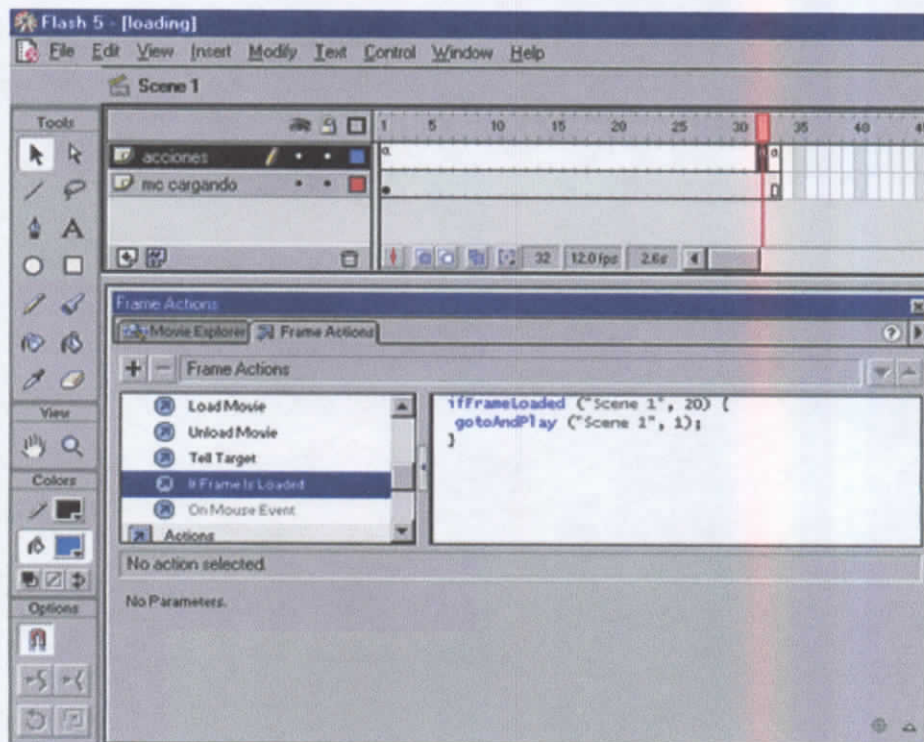 Flash 5 - [loading]
File Edit View Insert Modify Text Control Window Help
Scene 1
Tools
1 5 10 15 20 25 30 35 40
acciones
mc cargando
32 12.0 fps 2.6s
Frame Actions
Movie Explorer Frame Actions
Frame Actions
View
Colors
Options
Load Movie
Unload Movie
Tell Target
If Frame Is Loaded
On Mouse Event
Actions
ifFrameLoaded ("Scene 1", 20) {
gotoAndPlay ("Scene 1", 1);
}
No action selected.
No Parameters.